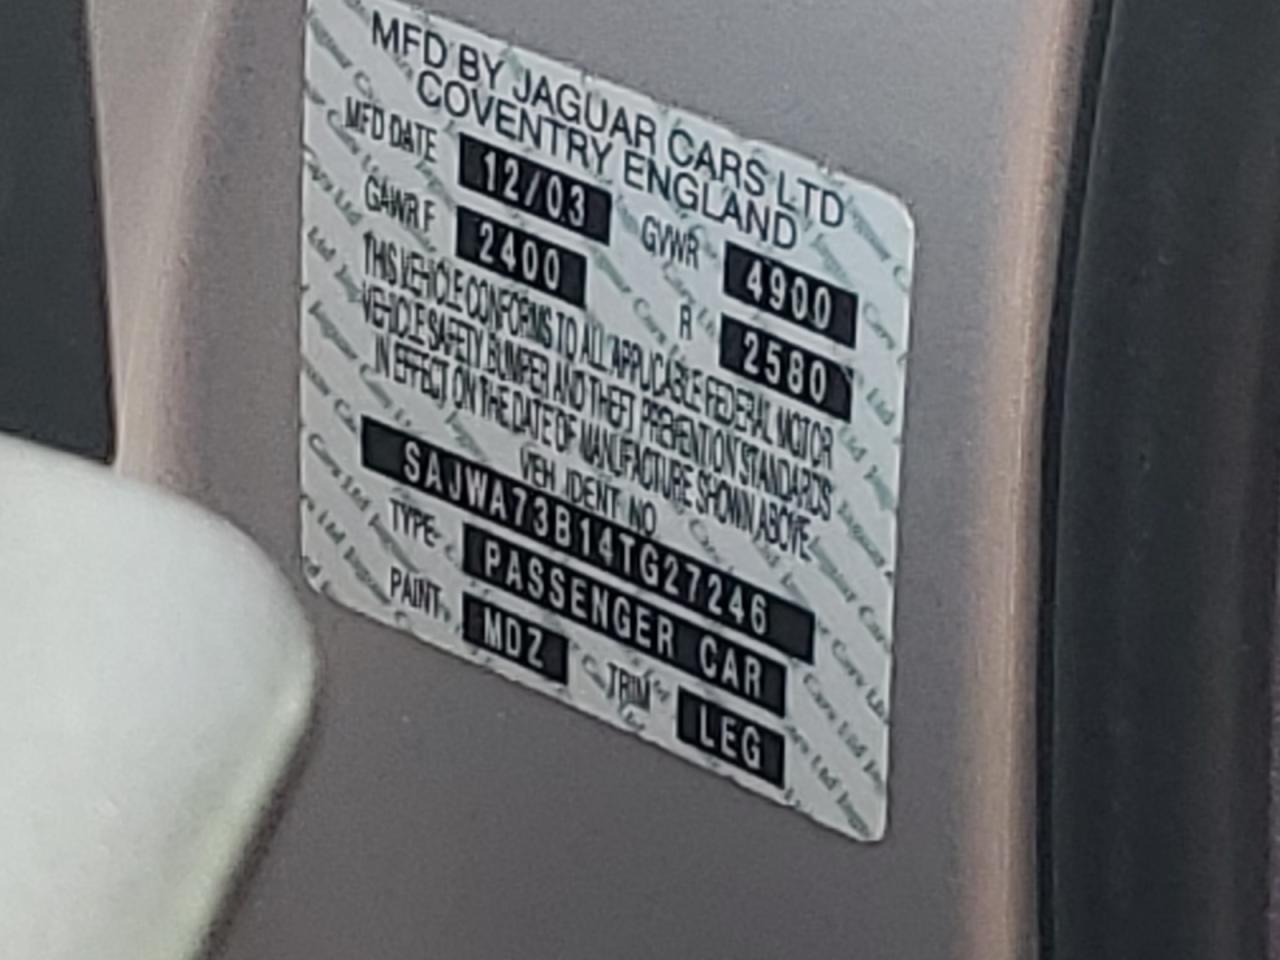 MFD BY JAGUAR CARS LTD
COVENTRY ENGLAND
MFD DATE 12/03 GVWR 4900
GAWR.F 2400 R 2580
THIS VEHICLE CONFORMS TO ALL APPLICABLE FEDERAL MOTOR
VEHICLE SAFETY BUMPER AND THEFT PREVENTION STANDARDS
IN EFFECT ON THE DATE OF MANUFACTURE SHOWN ABOVE
VEH IDENT NO
SAJWA73B14TG27246
TYPE- PASSENGER CAR
PAINT- MDZ TRIM LEG